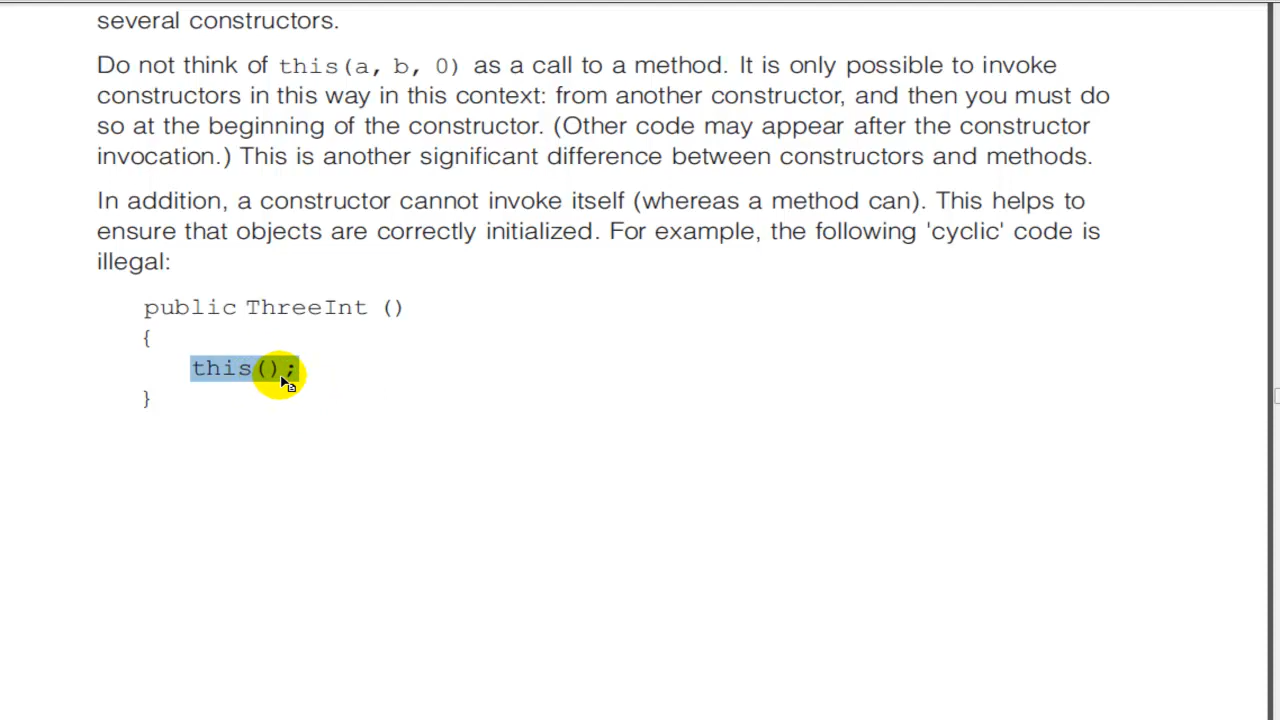 several constructors.
Do not think of this(a, b, 0) as a call to a method. It is only possible to invoke
constructors in this way in this context: from another constructor, and then you must do
so at the beginning of the constructor. (Other code may appear after the constructor
invocation.) This is another significant difference between constructors and methods.
In addition, a constructor cannot invoke itself (whereas a method can). This helps to
ensure that objects are correctly initialized. For example, the following 'cyclic' code is
illegal:
public ThreeInt ()
{
this();
}